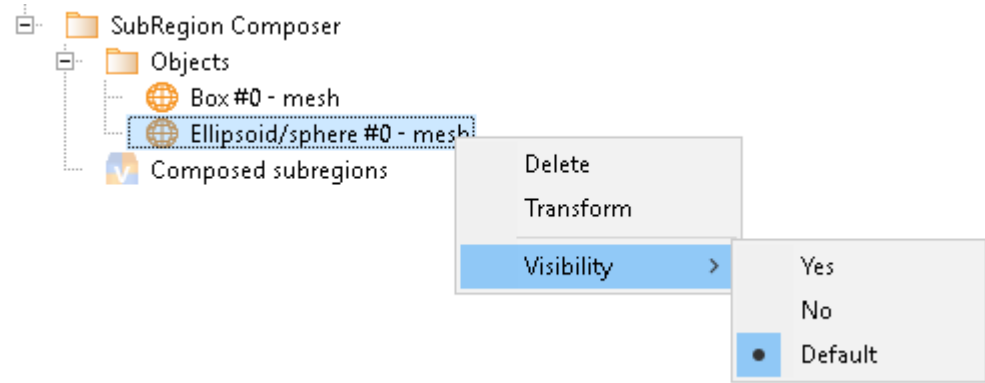 SubRegion Composer
Objects
Box #0 - mesh
Ellipsoid/sphere #0 - mesh
Composed subregions
Delete
Transform
Visibility
Yes
No
Default